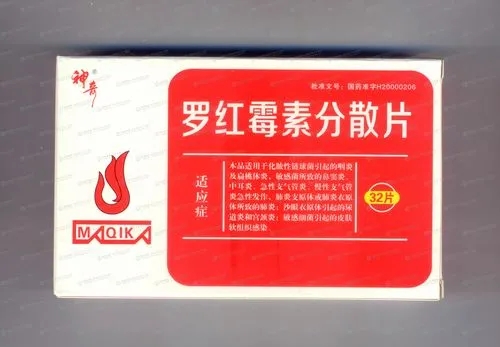 神奇®
批准文号：国药准字H20000206
罗红霉素分散片
适应症
本品适用于化脓性链球菌引起的咽炎
及扁桃体炎，敏感菌所致的鼻窦炎、
中耳炎、急性支气管炎、慢性支气管
炎急性发作，肺炎支原体或肺炎衣原
体所致的肺炎；沙眼衣原体引起的尿
道炎和宫颈炎；敏感细菌引起的皮肤
软组织感染。
32片
MAQIKA